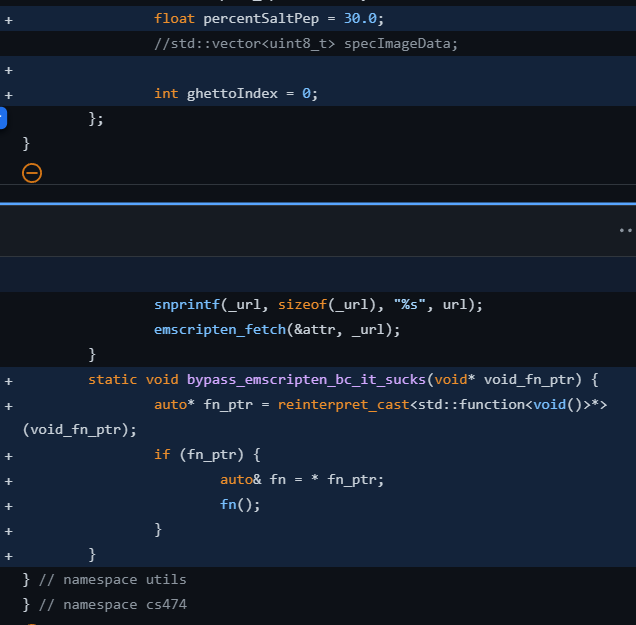 + float percentSaltPep = 30.0;
//std::vector<uint8_t> specImageData;
+
+ int ghettoIndex = 0;
};
}
snprintf(_url, sizeof(_url), "%s", url);
emscripten_fetch(&attr, _url);
}
+ static void bypass_emscripten_bc_it_sucks(void* void_fn_ptr) {
+ auto* fn_ptr = reinterpret_cast<std::function<void()>*>
(void_fn_ptr);
+ if (fn_ptr) {
+ auto& fn = * fn_ptr;
+ fn();
+ }
+ }
} // namespace utils
} // namespace cs474